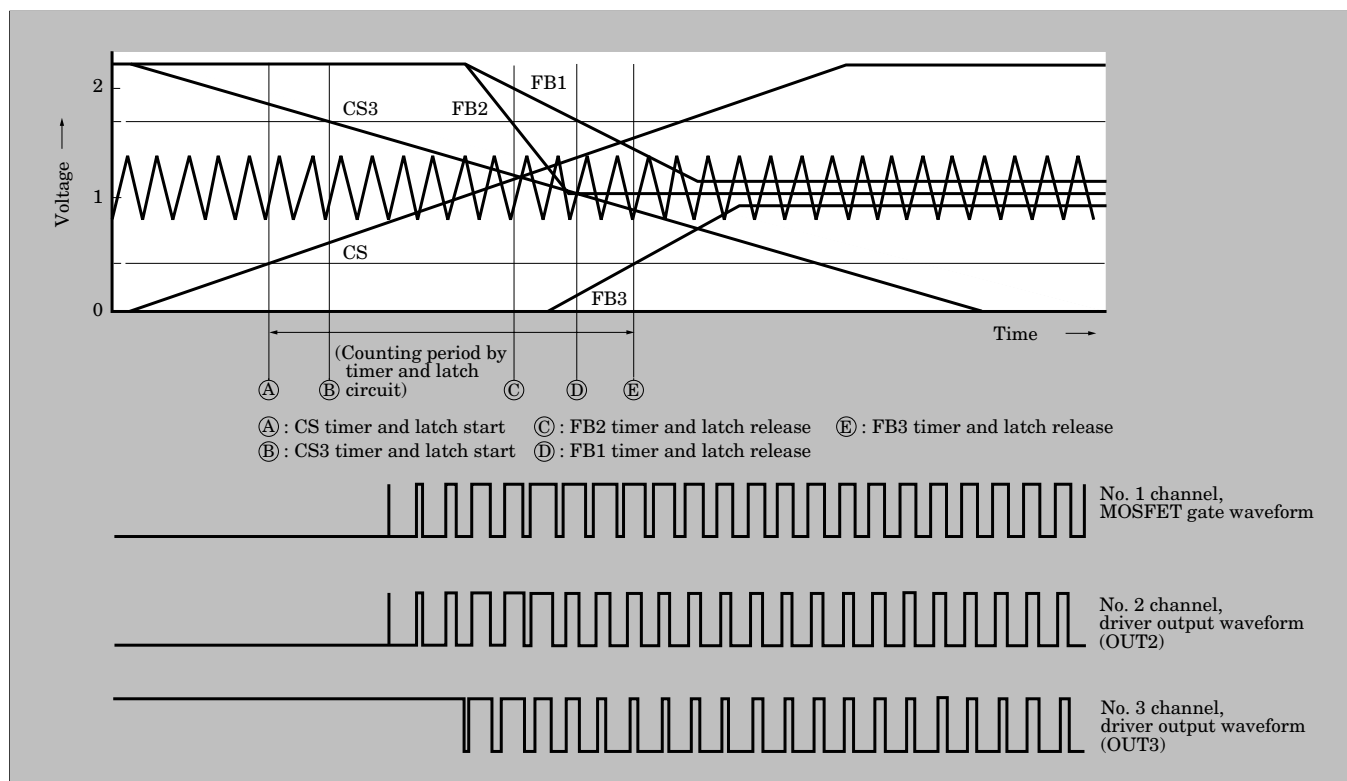 2
FB1
CS3
FB2
Voltage
1
CS
FB3
0
Time
(Counting period by
timer and latch
circuit)
Ⓐ Ⓑ Ⓒ Ⓓ Ⓔ
Ⓐ : CS timer and latch start Ⓒ : FB2 timer and latch release Ⓔ : FB3 timer and latch release
Ⓑ : CS3 timer and latch start Ⓓ : FB1 timer and latch release
No. 1 channel,
MOSFET gate waveform
No. 2 channel,
driver output waveform
(OUT2)
No. 3 channel,
driver output waveform
(OUT3)